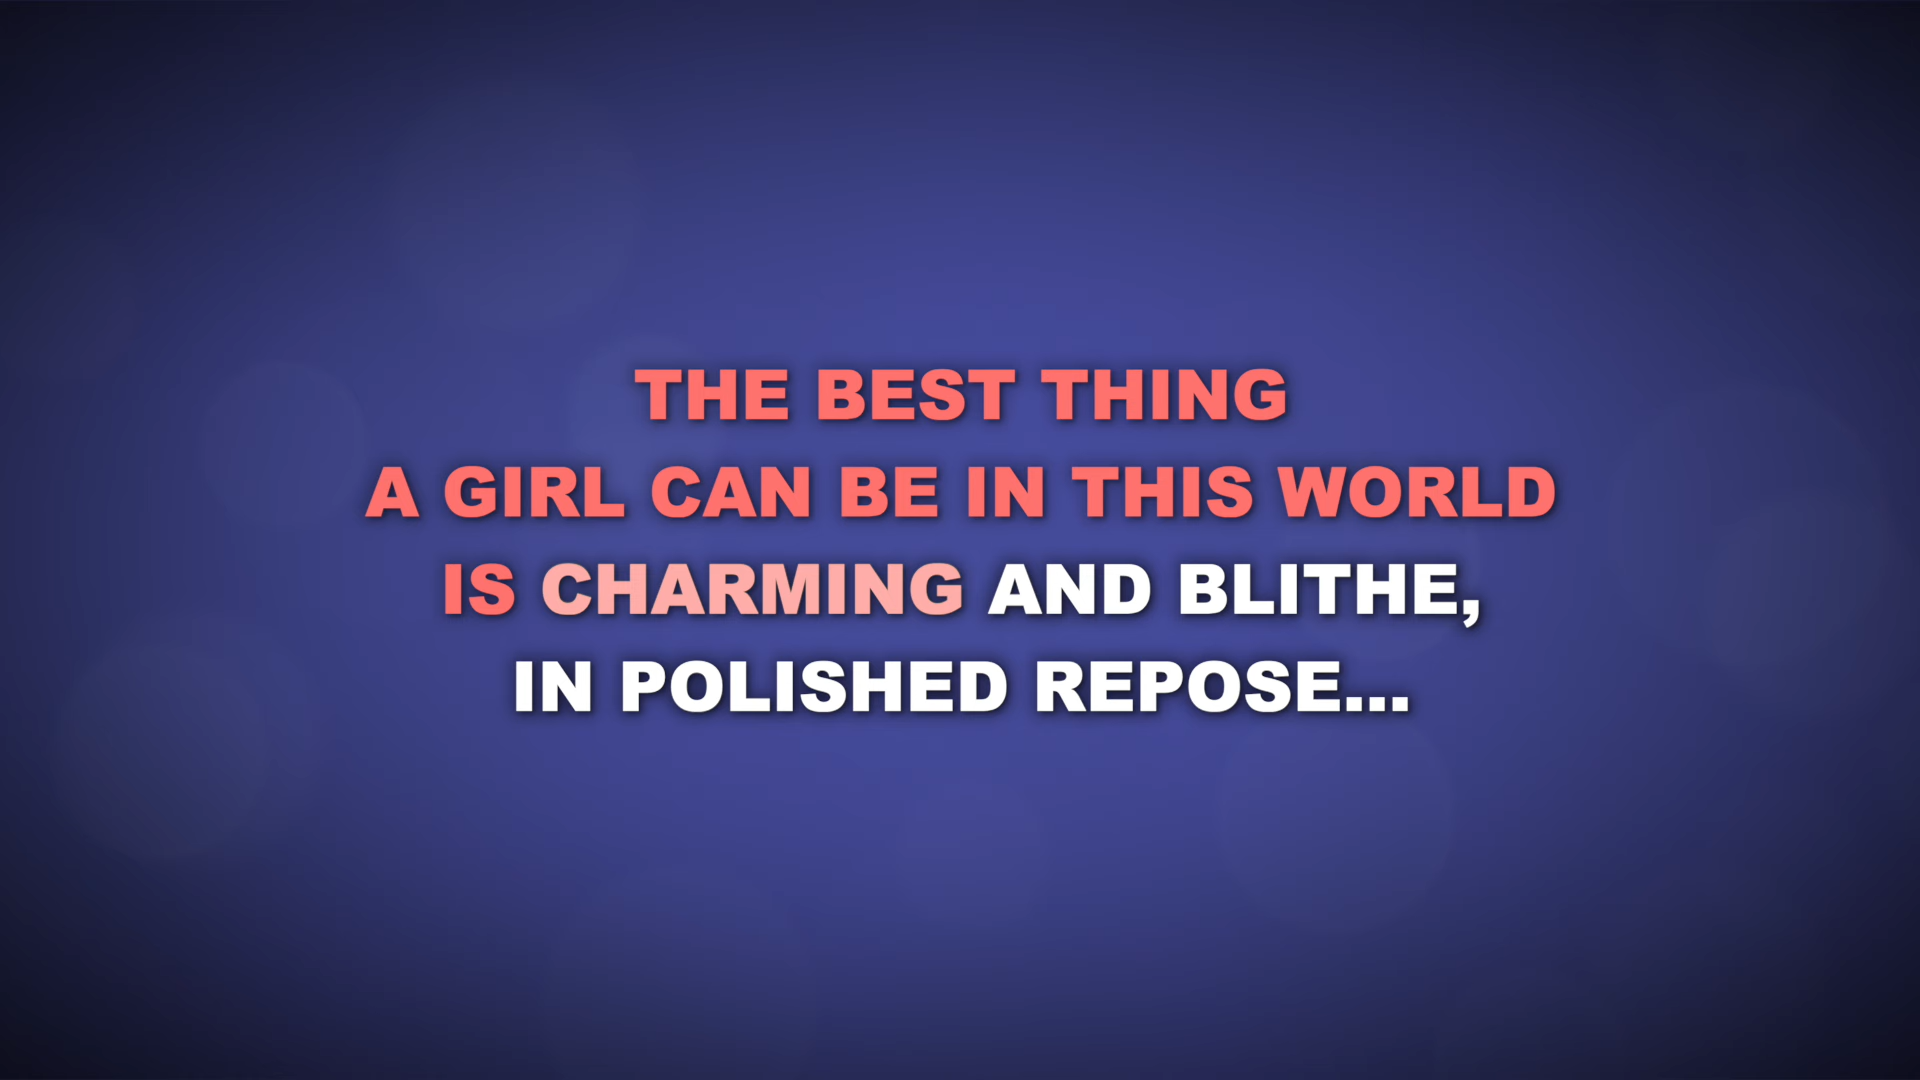 THE BEST THING
A GIRL CAN BE IN THIS WORLD
IS CHARMING AND BLITHE,
IN POLISHED REPOSE...